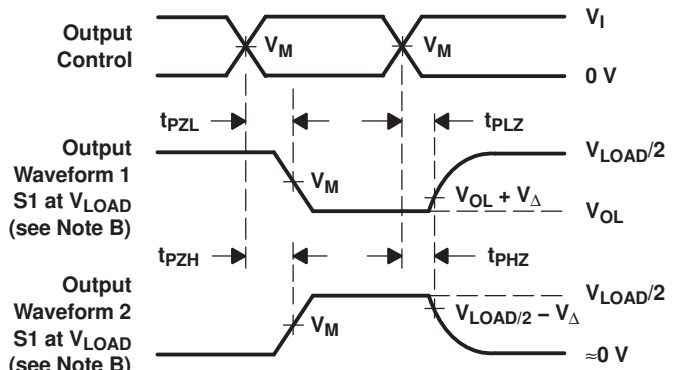 Output
Control
V_M
V_M
V_I
0 V
t_PZL
t_PLZ
Output
Waveform 1
S1 at V_LOAD
(see Note B)
V_M
V_OL + V_Δ
V_LOAD/2
V_OL
t_PZH
t_PHZ
Output
Waveform 2
S1 at V_LOAD
(see Note B)
V_M
V_LOAD/2 − V_Δ
V_LOAD/2
≈0 V